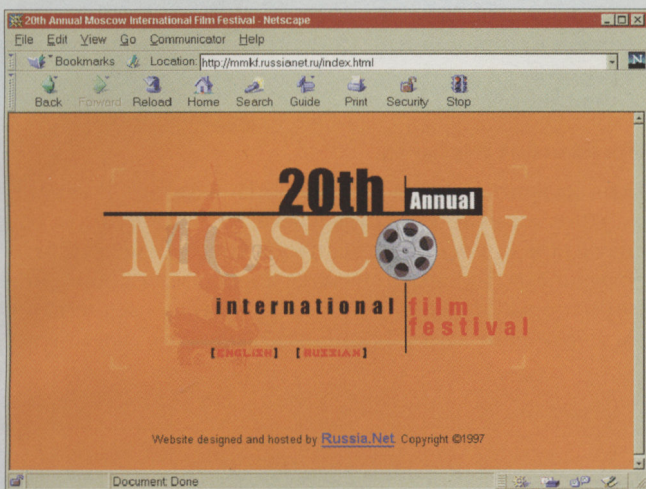 20th Annual Moscow International Film Festival - Netscape
File Edit View Go Communicator Help
Bookmarks Location: http://mmkf.russianet.ru/index.html
N
Back Forward Reload Home Search Guide Print Security Stop
20th Annual
MOSCOW
international film
festival
[ENGLISH] [RUSSIAN]
Website designed and hosted by Russia.Net Copyright ©1997
Document: Done